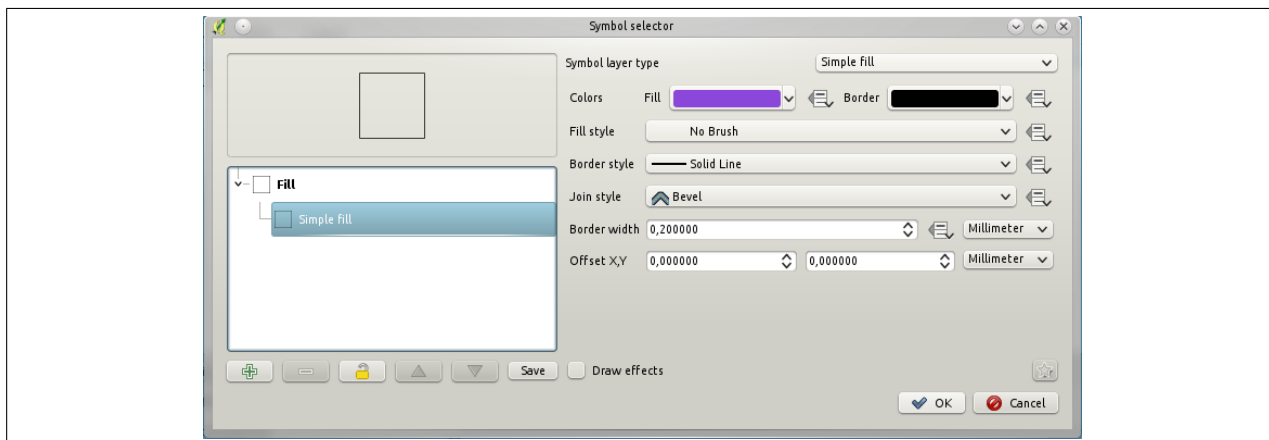 Symbol selector
Symbol layer type Simple fill
Colors Fill Border
Fill style No Brush
Border style Solid Line
Join style Bevel
Border width 0,200000 Millimeter
Offset X,Y 0,000000 0,000000 Millimeter
Fill
Simple fill
Save Draw effects
OK Cancel